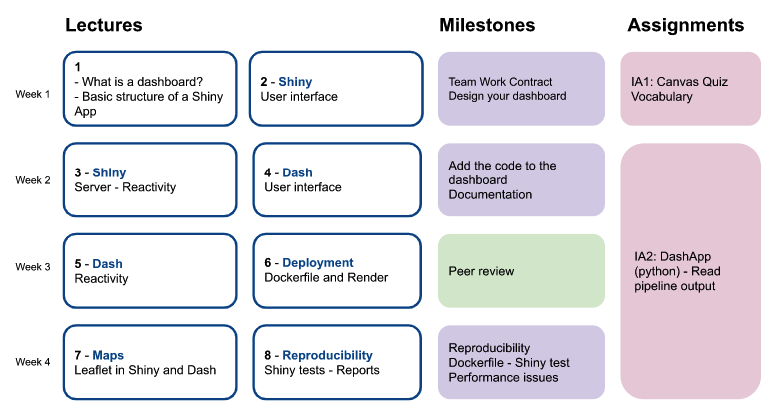 Lectures
Milestones
Assignments
Week 1
1
- What is a dashboard?
- Basic structure of a Shiny
App
2 - Shiny
User interface
Team Work Contract
Design your dashboard
IA1: Canvas Quiz
Vocabulary
Week 2
3 - Shiny
Server - Reactivity
4 - Dash
User interface
Add the code to the
dashboard
Documentation
Week 3
5 - Dash
Reactivity
6 - Deployment
Dockerfile and Render
Peer review
IA2: DashApp
(python) - Read
pipeline output
Week 4
7 - Maps
Leaflet in Shiny and Dash
8 - Reproducibility
Shiny tests - Reports
Reproducibility
Dockerfile - Shiny test
Performance issues